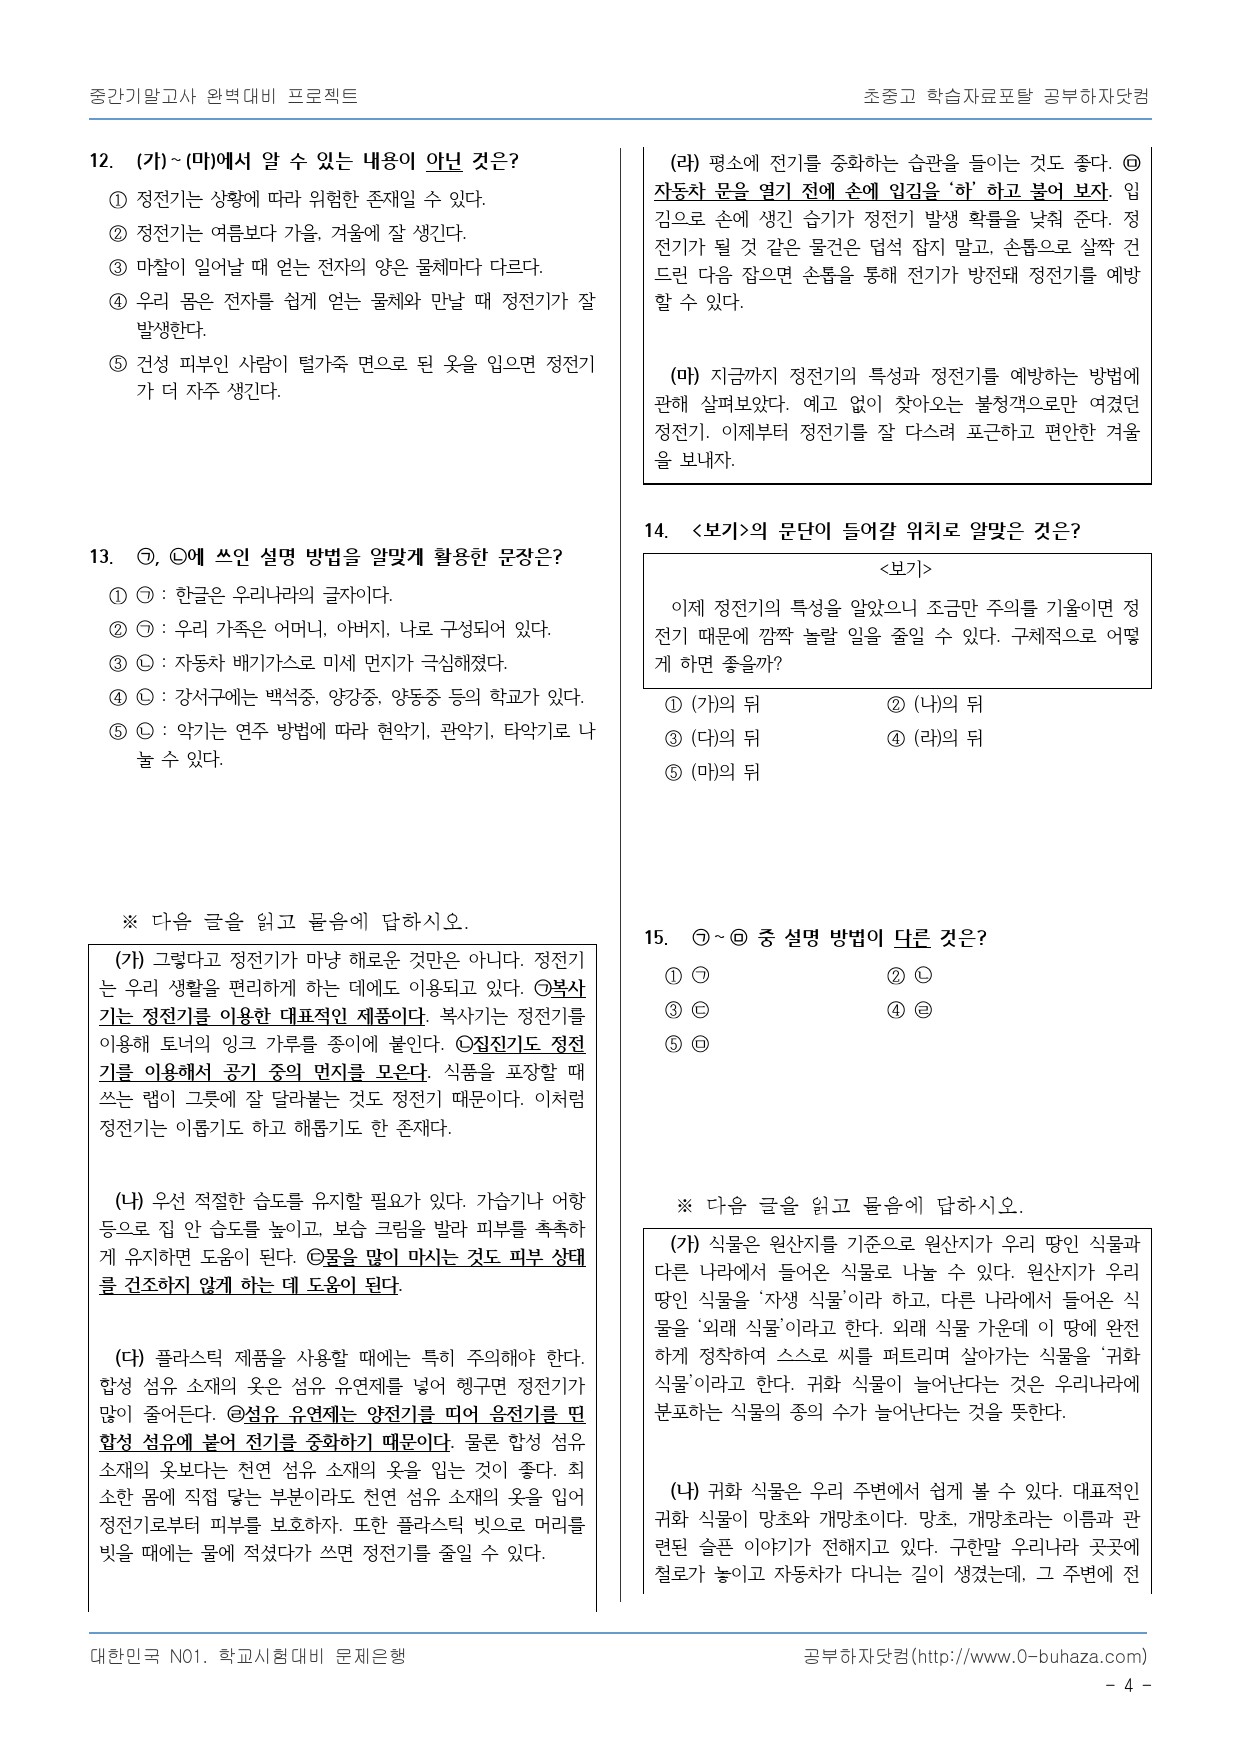 중간기말고사 완벽대비 프로젝트
초중고 학습자료포탈 공부하자닷컴
12. (가)~(마)에서 알 수 있는 내용이 아닌 것은?
① 정전기는 상황에 따라 위험한 존재일 수 있다.
② 정전기는 여름보다 가을, 겨울에 잘 생긴다.
③ 마찰이 일어날 때 얻는 전자의 양은 물체마다 다르다.
④ 우리 몸은 전자를 쉽게 얻는 물체와 만날 때 정전기가 잘
발생한다.
⑤ 건성 피부인 사람이 털가죽 면으로 된 옷을 입으면 정전기
가 더 자주 생긴다.
13. ㉠, ㉡에 쓰인 설명 방법을 알맞게 활용한 문장은?
① ㉠ : 한글은 우리나라의 글자이다.
② ㉠ : 우리 가족은 어머니, 아버지, 나로 구성되어 있다.
③ ㉡ : 자동차 배기가스로 미세 먼지가 극심해졌다.
④ ㉡ : 강서구에는 백석중, 양강중, 양동중 등의 학교가 있다.
⑤ ㉡ : 악기는 연주 방법에 따라 현악기, 관악기, 타악기로 나
눌 수 있다.
※ 다음 글을 읽고 물음에 답하시오.
(가) 그렇다고 정전기가 마냥 해로운 것만은 아니다. 정전기
는 우리 생활을 편리하게 하는 데에도 이용되고 있다. ㉠복사
기는 정전기를 이용한 대표적인 제품이다. 복사기는 정전기를
이용해 토너의 잉크 가루를 종이에 붙인다. ㉡집진기도 정전
기를 이용해서 공기 중의 먼지를 모은다. 식품을 포장할 때
쓰는 랩이 그릇에 잘 달라붙는 것도 정전기 때문이다. 이처럼
정전기는 이롭기도 하고 해롭기도 한 존재다.
(나) 우선 적절한 습도를 유지할 필요가 있다. 가습기나 어항
등으로 집 안 습도를 높이고, 보습 크림을 발라 피부를 촉촉하
게 유지하면 도움이 된다. ㉢물을 많이 마시는 것도 피부 상태
를 건조하지 않게 하는 데 도움이 된다.
(다) 플라스틱 제품을 사용할 때에는 특히 주의해야 한다.
합성 섬유 소재의 옷은 섬유 유연제를 넣어 헹구면 정전기가
많이 줄어든다. ㉣섬유 유연제는 양전기를 띠어 음전기를 띤
합성 섬유에 붙어 전기를 중화하기 때문이다. 물론 합성 섬유
소재의 옷보다는 천연 섬유 소재의 옷을 입는 것이 좋다. 최
소한 몸에 직접 닿는 부분이라도 천연 섬유 소재의 옷을 입어
정전기로부터 피부를 보호하자. 또한 플라스틱 빗으로 머리를
빗을 때에는 물에 적셨다가 쓰면 정전기를 줄일 수 있다.
(라) 평소에 전기를 중화하는 습관을 들이는 것도 좋다. ㉤
자동차 문을 열기 전에 손에 입김을 ‘하’ 하고 불어 보자. 입
김으로 손에 생긴 습기가 정전기 발생 확률을 낮춰 준다. 정
전기가 될 것 같은 물건은 덥석 잡지 말고, 손톱으로 살짝 건
드린 다음 잡으면 손톱을 통해 전기가 방전돼 정전기를 예방
할 수 있다.
(마) 지금까지 정전기의 특성과 정전기를 예방하는 방법에
관해 살펴보았다. 예고 없이 찾아오는 불청객으로만 여겼던
정전기. 이제부터 정전기를 잘 다스려 포근하고 편안한 겨울
을 보내자.
14. <보기>의 문단이 들어갈 위치로 알맞은 것은?
<보기>
이제 정전기의 특성을 알았으니 조금만 주의를 기울이면 정
전기 때문에 깜짝 놀랄 일을 줄일 수 있다. 구체적으로 어떻
게 하면 좋을까?
① (가)의 뒤 ② (나)의 뒤
③ (다)의 뒤 ④ (라)의 뒤
⑤ (마)의 뒤
15. ㉠~㉤ 중 설명 방법이 다른 것은?
① ㉠ ② ㉡
③ ㉢ ④ ㉣
⑤ ㉤
※ 다음 글을 읽고 물음에 답하시오.
(가) 식물은 원산지를 기준으로 원산지가 우리 땅인 식물과
다른 나라에서 들어온 식물로 나눌 수 있다. 원산지가 우리
땅인 식물을 ‘자생 식물’이라 하고, 다른 나라에서 들어온 식
물을 ‘외래 식물’이라고 한다. 외래 식물 가운데 이 땅에 완전
하게 정착하여 스스로 씨를 퍼트리며 살아가는 식물을 ‘귀화
식물’이라고 한다. 귀화 식물이 늘어난다는 것은 우리나라에
분포하는 식물의 종의 수가 늘어난다는 것을 뜻한다.
(나) 귀화 식물은 우리 주변에서 쉽게 볼 수 있다. 대표적인
귀화 식물이 망초와 개망초이다. 망초, 개망초라는 이름과 관
련된 슬픈 이야기가 전해지고 있다. 구한말 우리나라 곳곳에
철로가 놓이고 자동차가 다니는 길이 생겼는데, 그 주변에 전
대한민국 N01. 학교시험대비 문제은행
공부하자닷컴(http://www.0-buhaza.com)
- 4 -